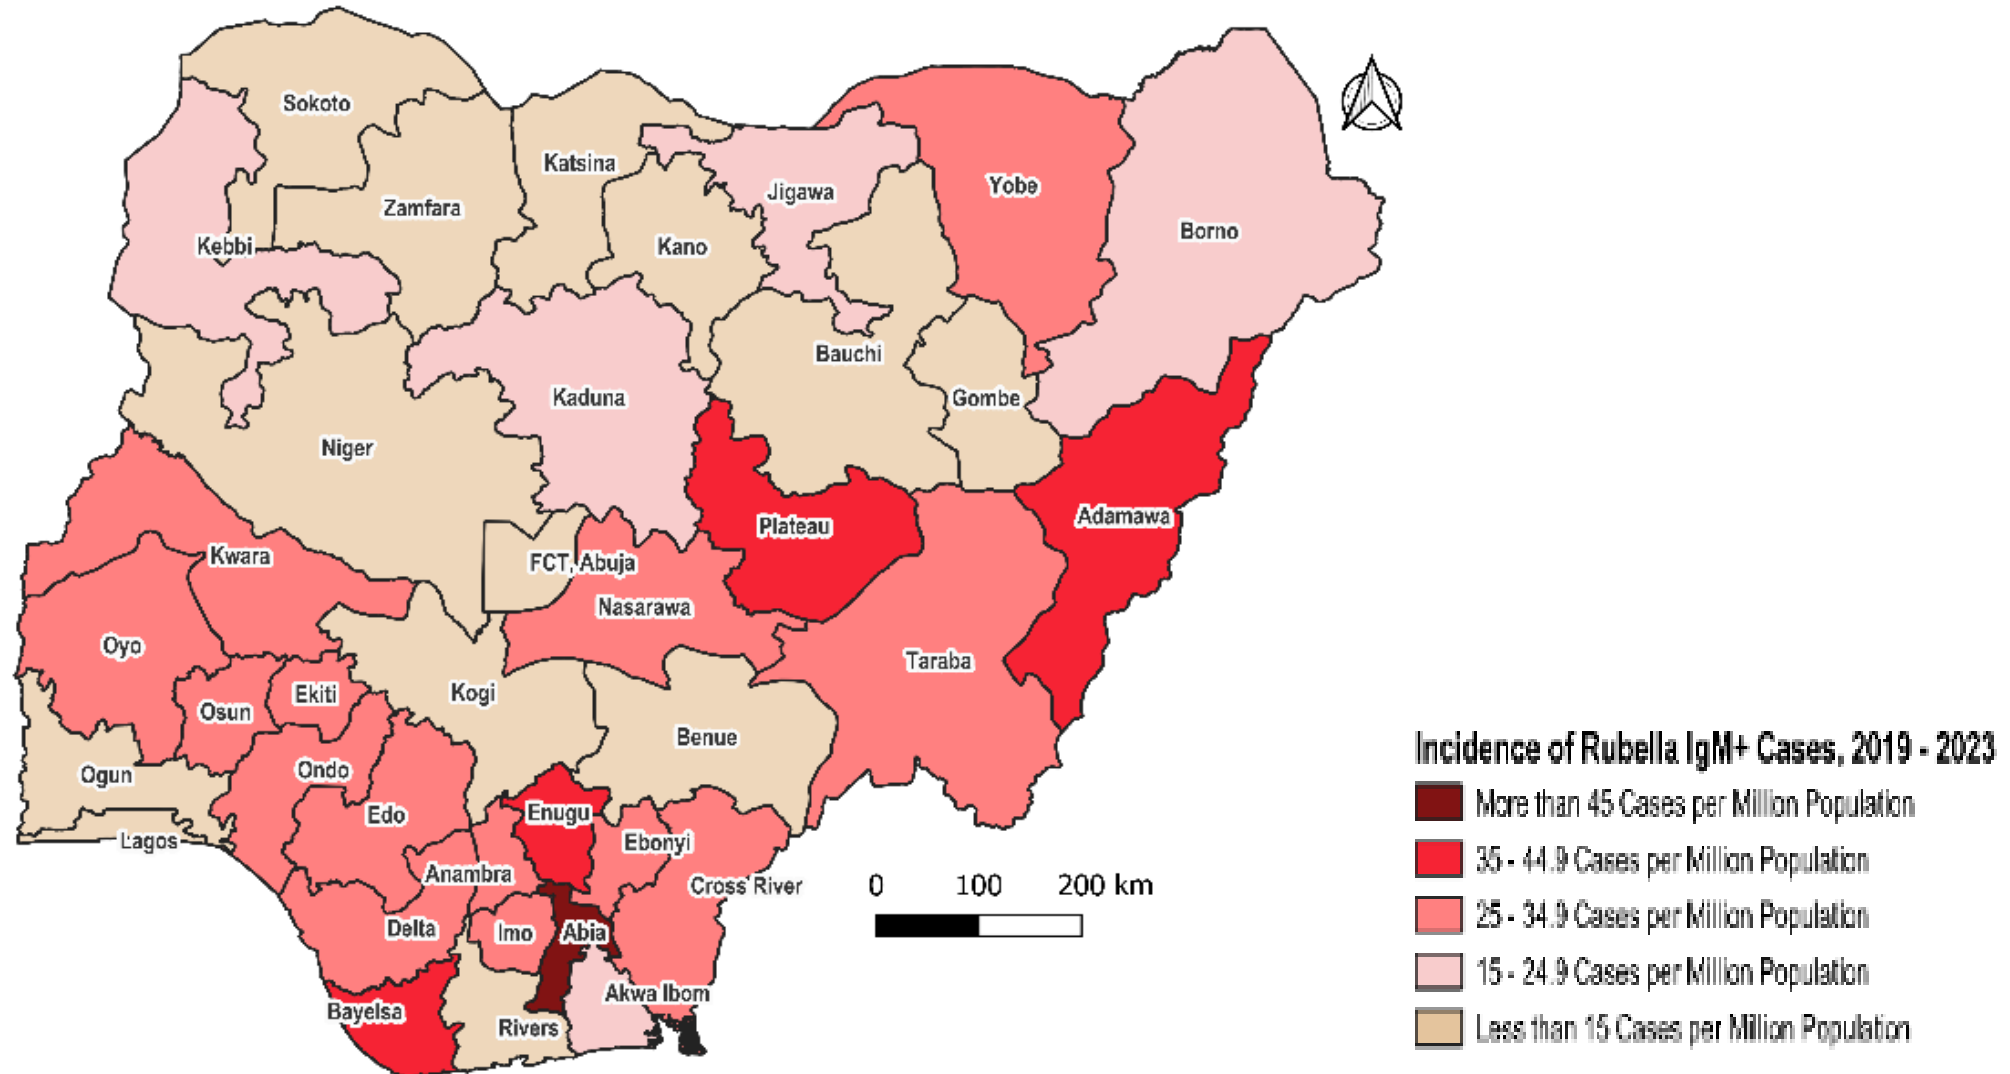 Sokoto
Katsina
Zamfara
Jigawa
Yobe
Borno
Kebbi
Kano
Bauchi
Kaduna
Gombe
Niger
Plateau
Adamawa
Kwara
FCT, Abuja
Nasarawa
Oyo
Taraba
Ekiti
Kogi
Osun
Benue
Ogun
Ondo
Edo
Enugu
Lagos
Ebonyi
Anambra
Cross River
Delta
Imo
Abia
Akwa Ibom
Bayelsa
Rivers
0 100 200 km
Incidence of Rubella IgM+ Cases, 2019 - 2023
More than 45 Cases per Million Population
35 - 44.9 Cases per Million Population
25 - 34.9 Cases per Million Population
15 - 24.9 Cases per Million Population
Less than 15 Cases per Million Population